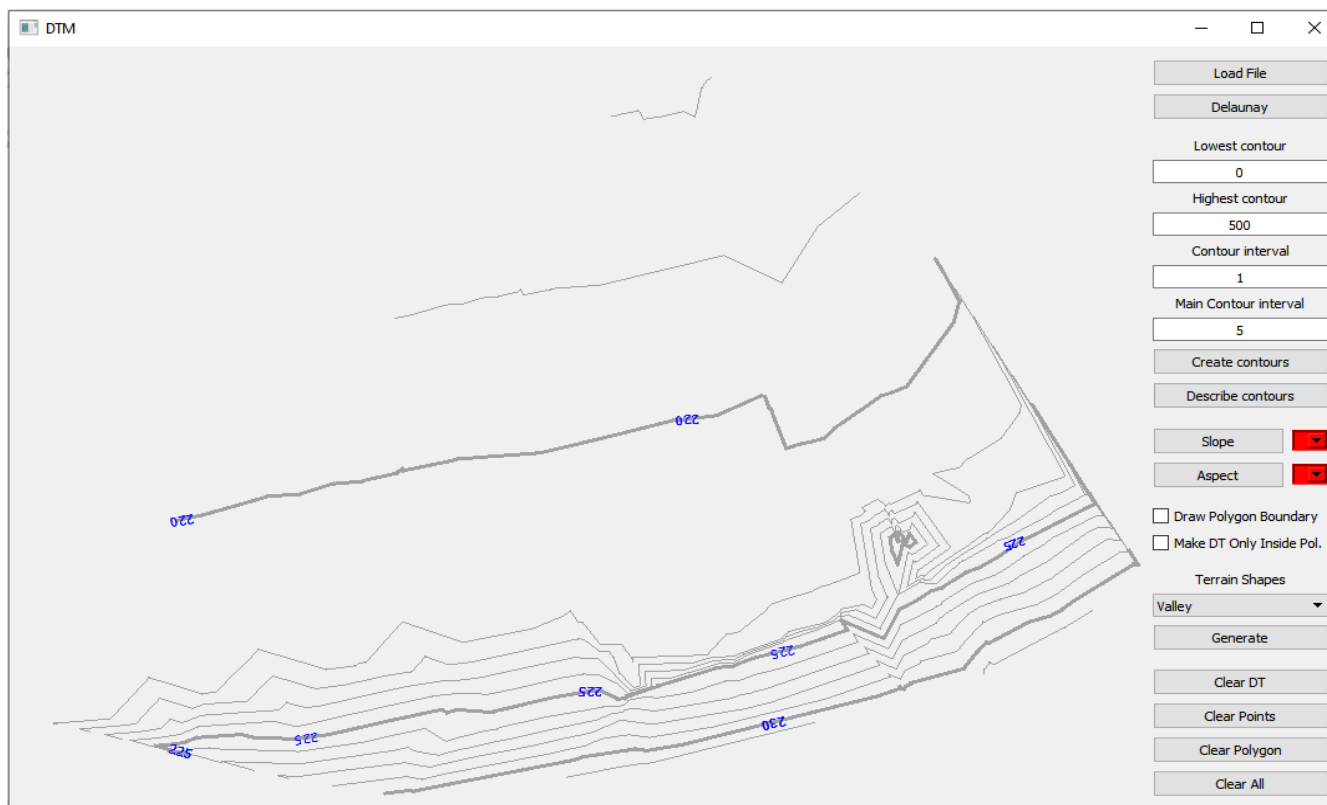 DTM
Load File
Delaunay
Lowest contour
0
Highest contour
500
Contour interval
1
Main Contour interval
5
Create contours
Describe contours
Slope
Aspect
Draw Polygon Boundary
Make DT Only Inside Pol.
Terrain Shapes
Valley
Generate
Clear DT
Clear Points
Clear Polygon
Clear All
220
220
225
225
225
225
225
230